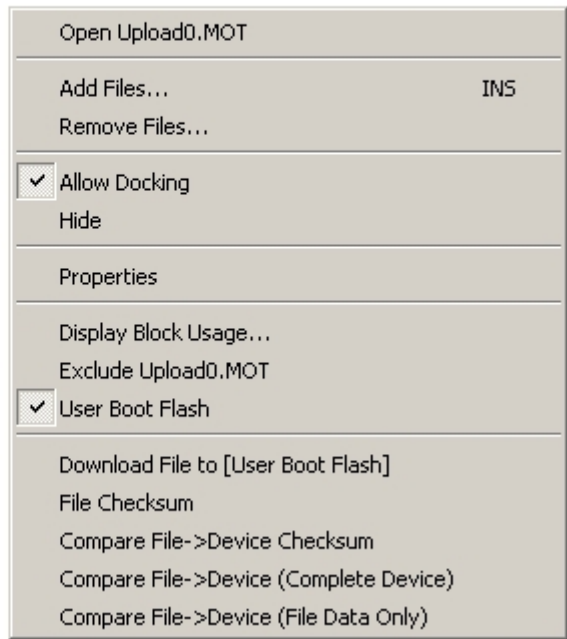 Open Upload0.MOT
Add Files... INS
Remove Files...
Allow Docking
Hide
Properties
Display Block Usage...
Exclude Upload0.MOT
User Boot Flash
Download File to [User Boot Flash]
File Checksum
Compare File->Device Checksum
Compare File->Device (Complete Device)
Compare File->Device (File Data Only)